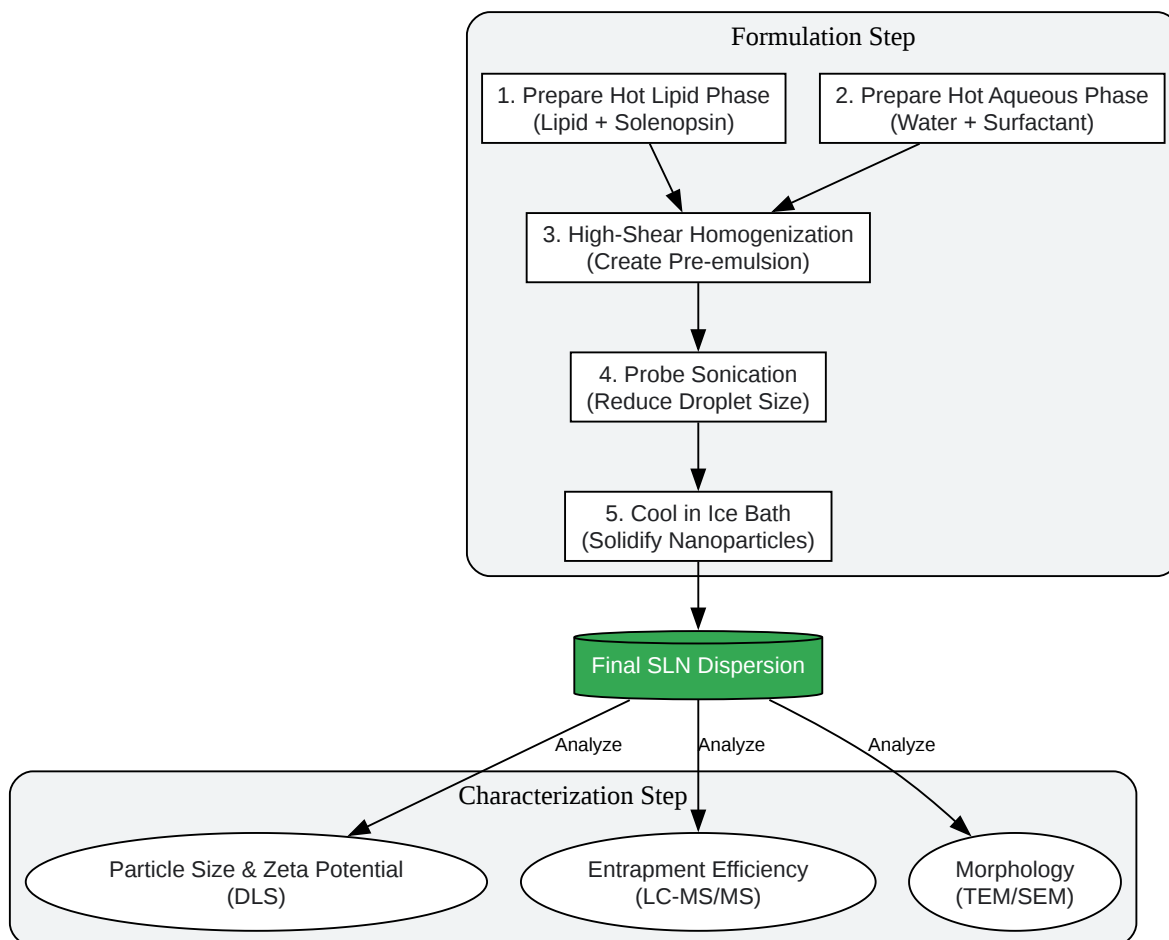 Formulation Step
1. Prepare Hot Lipid Phase
(Lipid + Solenopsin)
2. Prepare Hot Aqueous Phase
(Water + Surfactant)
3. High-Shear Homogenization
(Create Pre-emulsion)
4. Probe Sonication
(Reduce Droplet Size)
5. Cool in Ice Bath
(Solidify Nanoparticles)
Final SLN Dispersion
Analyze
Analyze
Analyze
Characterization Step
Particle Size & Zeta Potential
(DLS)
Entrapment Efficiency
(LC-MS/MS)
Morphology
(TEM/SEM)